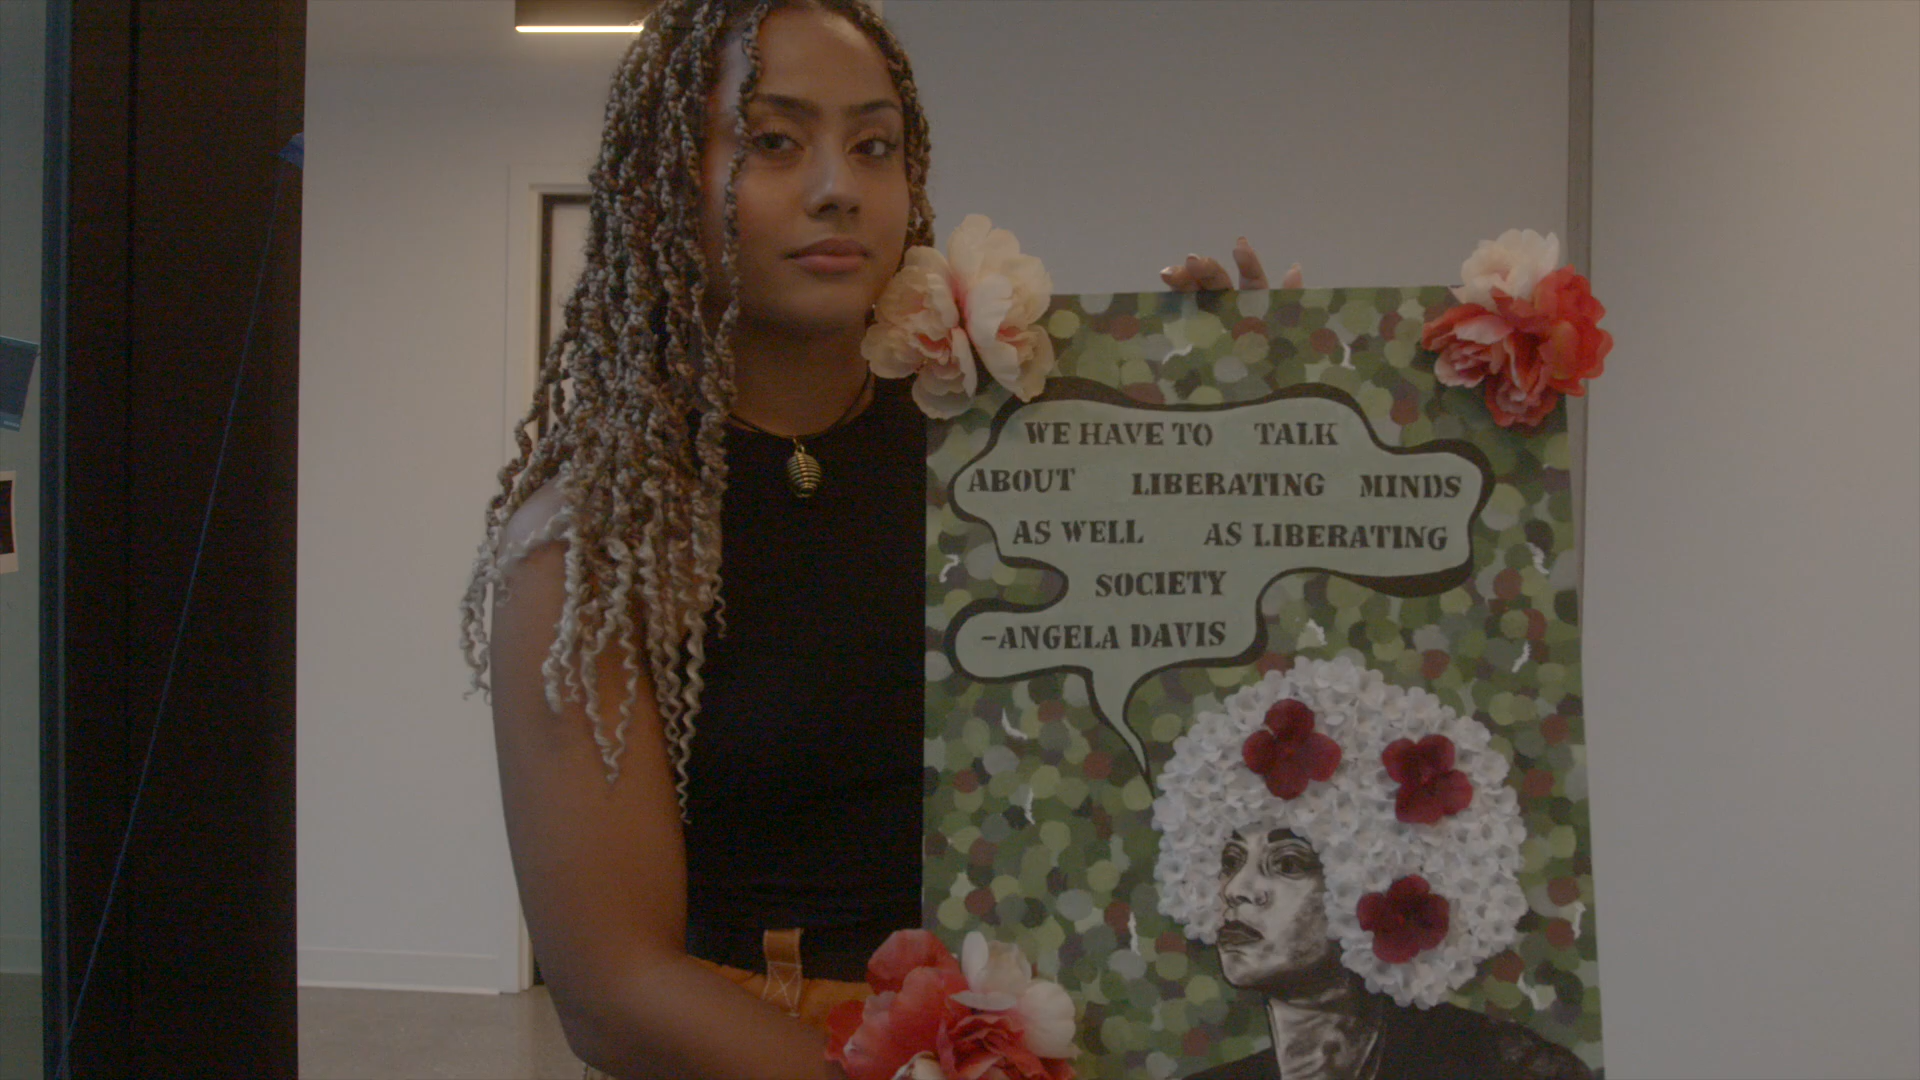 WE HAVE TO TALK
ABOUT LIBERATING MINDS
AS WELL AS LIBERATING
SOCIETY
-ANGELA DAVIS